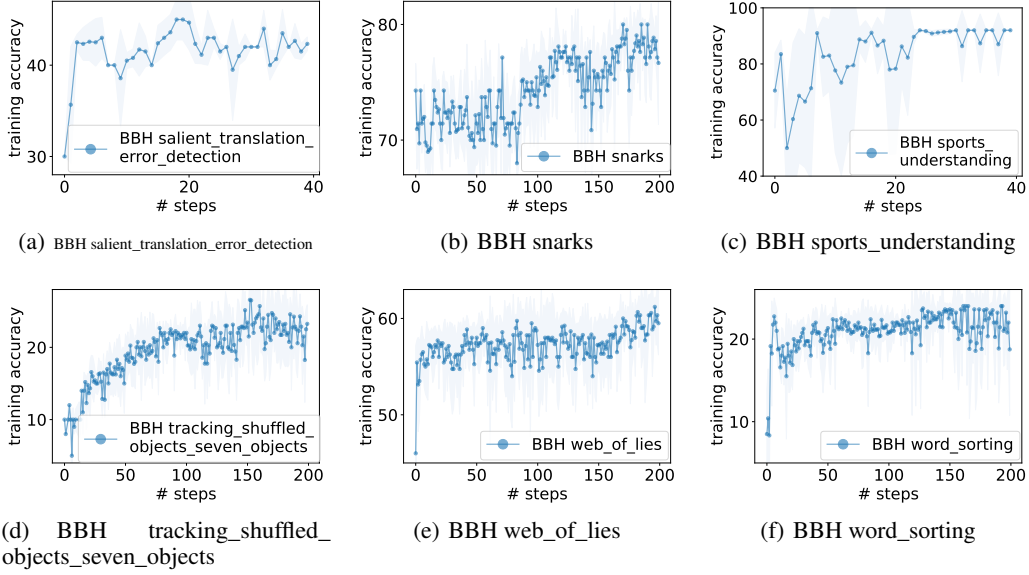 training accuracy
40
30
BBH salient_translation_
error_detection
0 20 40
# steps
(a) BBH salient_translation_error_detection
training accuracy
80
70
BBH snarks
0 50 100 150 200
# steps
(b) BBH snarks
training accuracy
100
80
60
40
BBH sports_
understanding
0 20 40
# steps
(c) BBH sports_understanding
training accuracy
20
10
BBH tracking_shuffled_
objects_seven_objects
0 50 100 150 200
# steps
(d) BBH tracking_shuffled_
objects_seven_objects
training accuracy
60
50
BBH web_of_lies
0 50 100 150 200
# steps
(e) BBH web_of_lies
training accuracy
20
10
BBH word_sorting
0 50 100 150 200
# steps
(f) BBH word_sorting